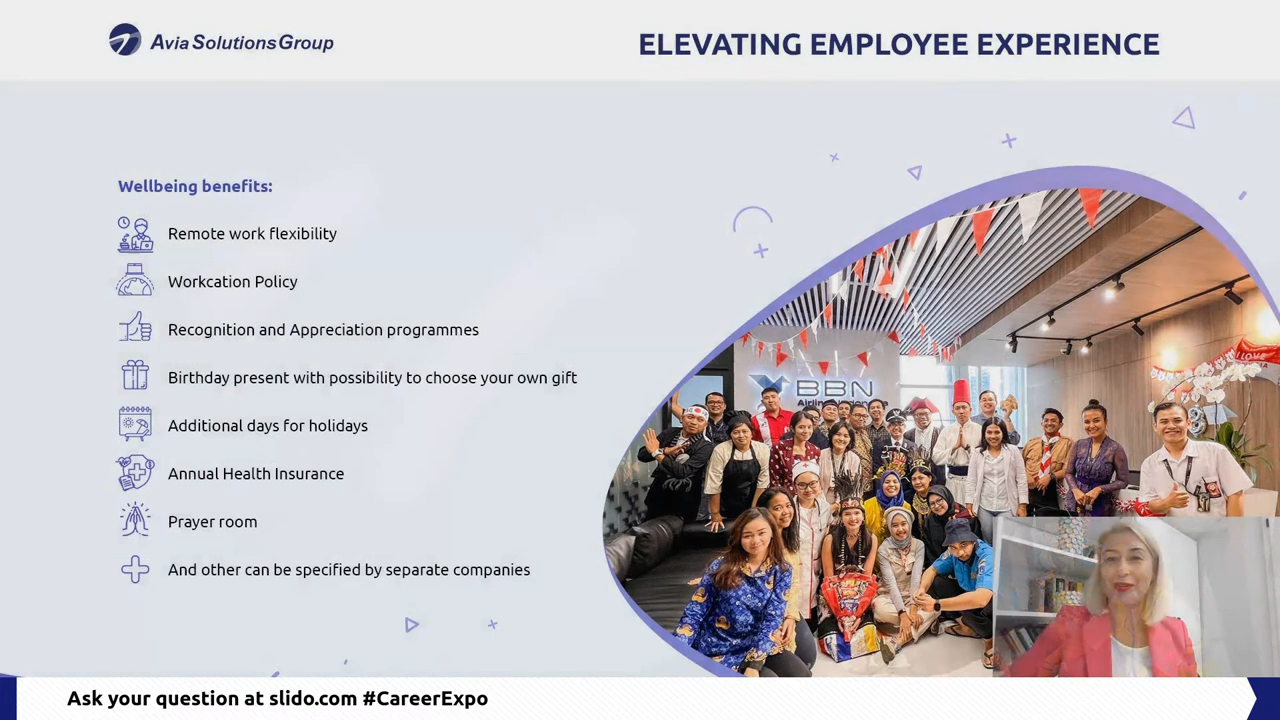 Avia Solutions Group
ELEVATING EMPLOYEE EXPERIENCE
Wellbeing benefits:
Remote work flexibility
Workcation Policy
Recognition and Appreciation programmes
Birthday present with possibility to choose your own gift
Additional days for holidays
Annual Health Insurance
Prayer room
And other can be specified by separate companies
BBN
Airlines
I LOVE
Ask your question at slido.com #CareerExpo